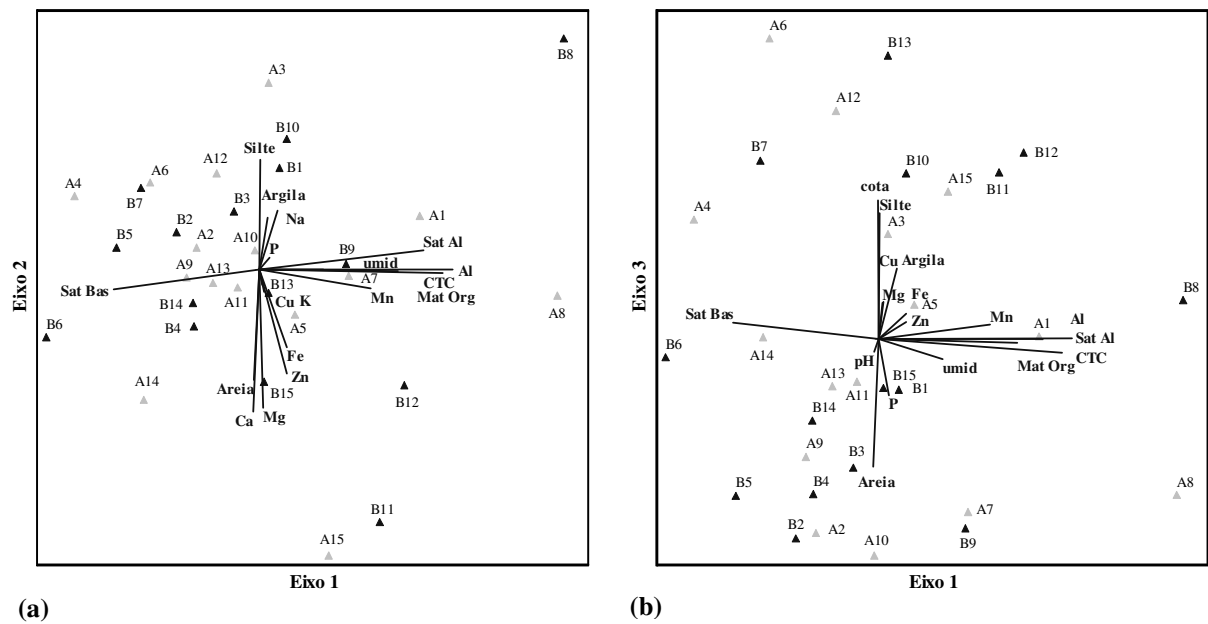 B8
A3
B10
Silte
B1
A12
A6
B7
A4
Argila
B3
Na
B2
A1
B5
A2
A10
P
Sat Al
B9
umid
Al
A9
A13
A7
CTC
Sat Bas
B13
Mn
Mat Org
B14
A11
Cu K
A8
B4
A5
B6
Fe
Zn
Areia
B15
A14
B12
Ca
Mg
B11
A15
Eixo 2
Eixo 1
(a)
A6
B13
A12
B7
B12
B10
B11
A15
cota
Silte
A4
A3
Cu Argila
B8
Mg
Fe
A5
Sat Bas
Zn
Mn
A1
Al
Sat Al
B6
A14
pH
CTC
Mat Org
umid
A13
A11
B15
B1
P
B14
A9
B3
Areia
B5
B4
A8
A7
B2
A2
A10
B9
Eixo 3
Eixo 1
(b)